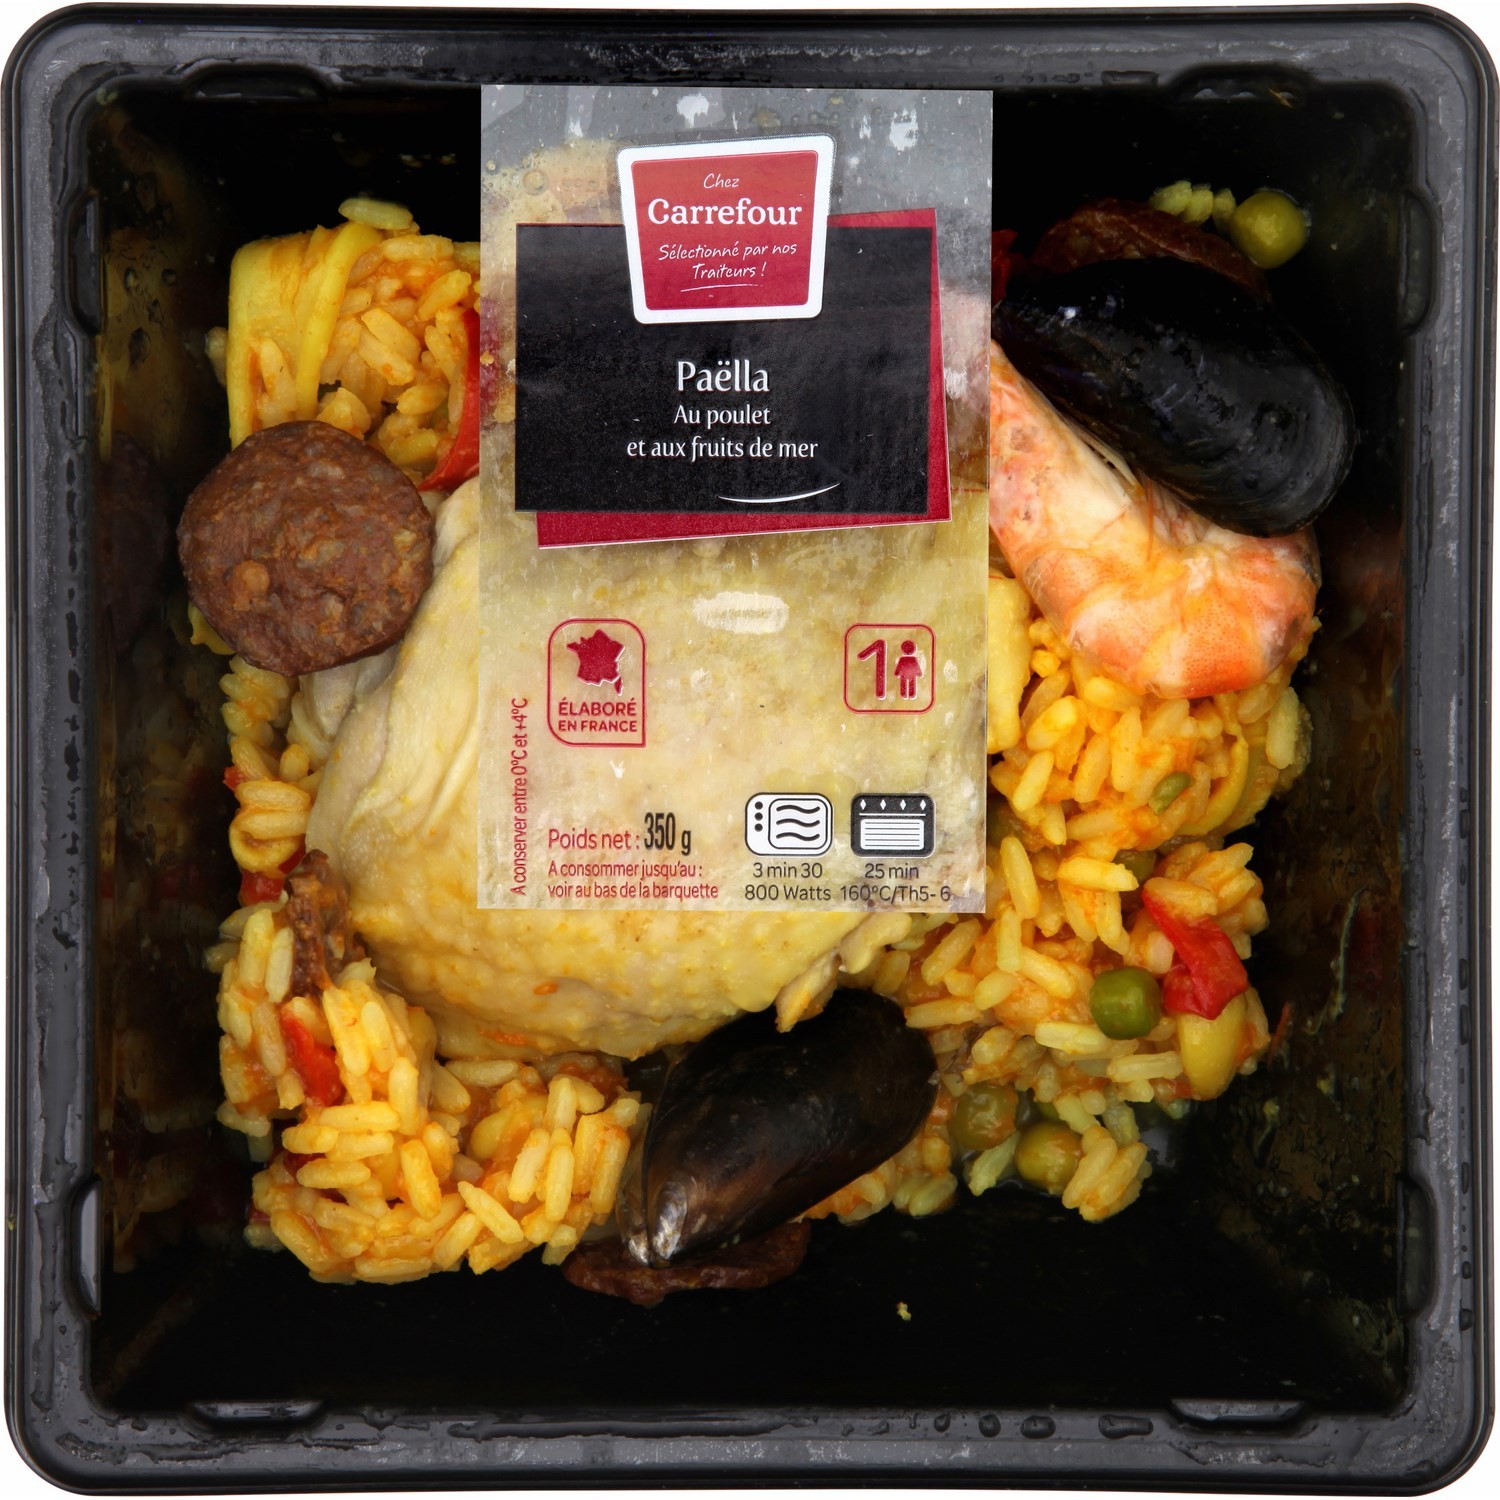 Chez
Carrefour
Sélectionné par nos
Traiteurs !
Paëlla
Au poulet
et aux fruits de mer
ÉLABORÉ
EN FRANCE
1
A conserver entre 0°C et +4°C
Poids net : 350 g
A consommer jusqu'au :
voir au bas de la barquette
3 min 30
800 Watts
25 min
160°C/Th5-6